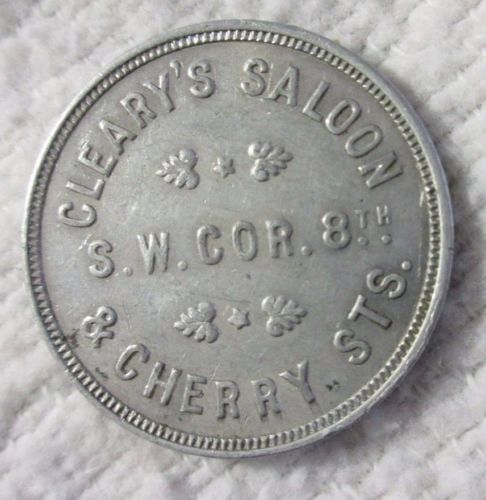 CLEARY'S SALOON
S.W. COR. 8TH
& CHERRY STS.